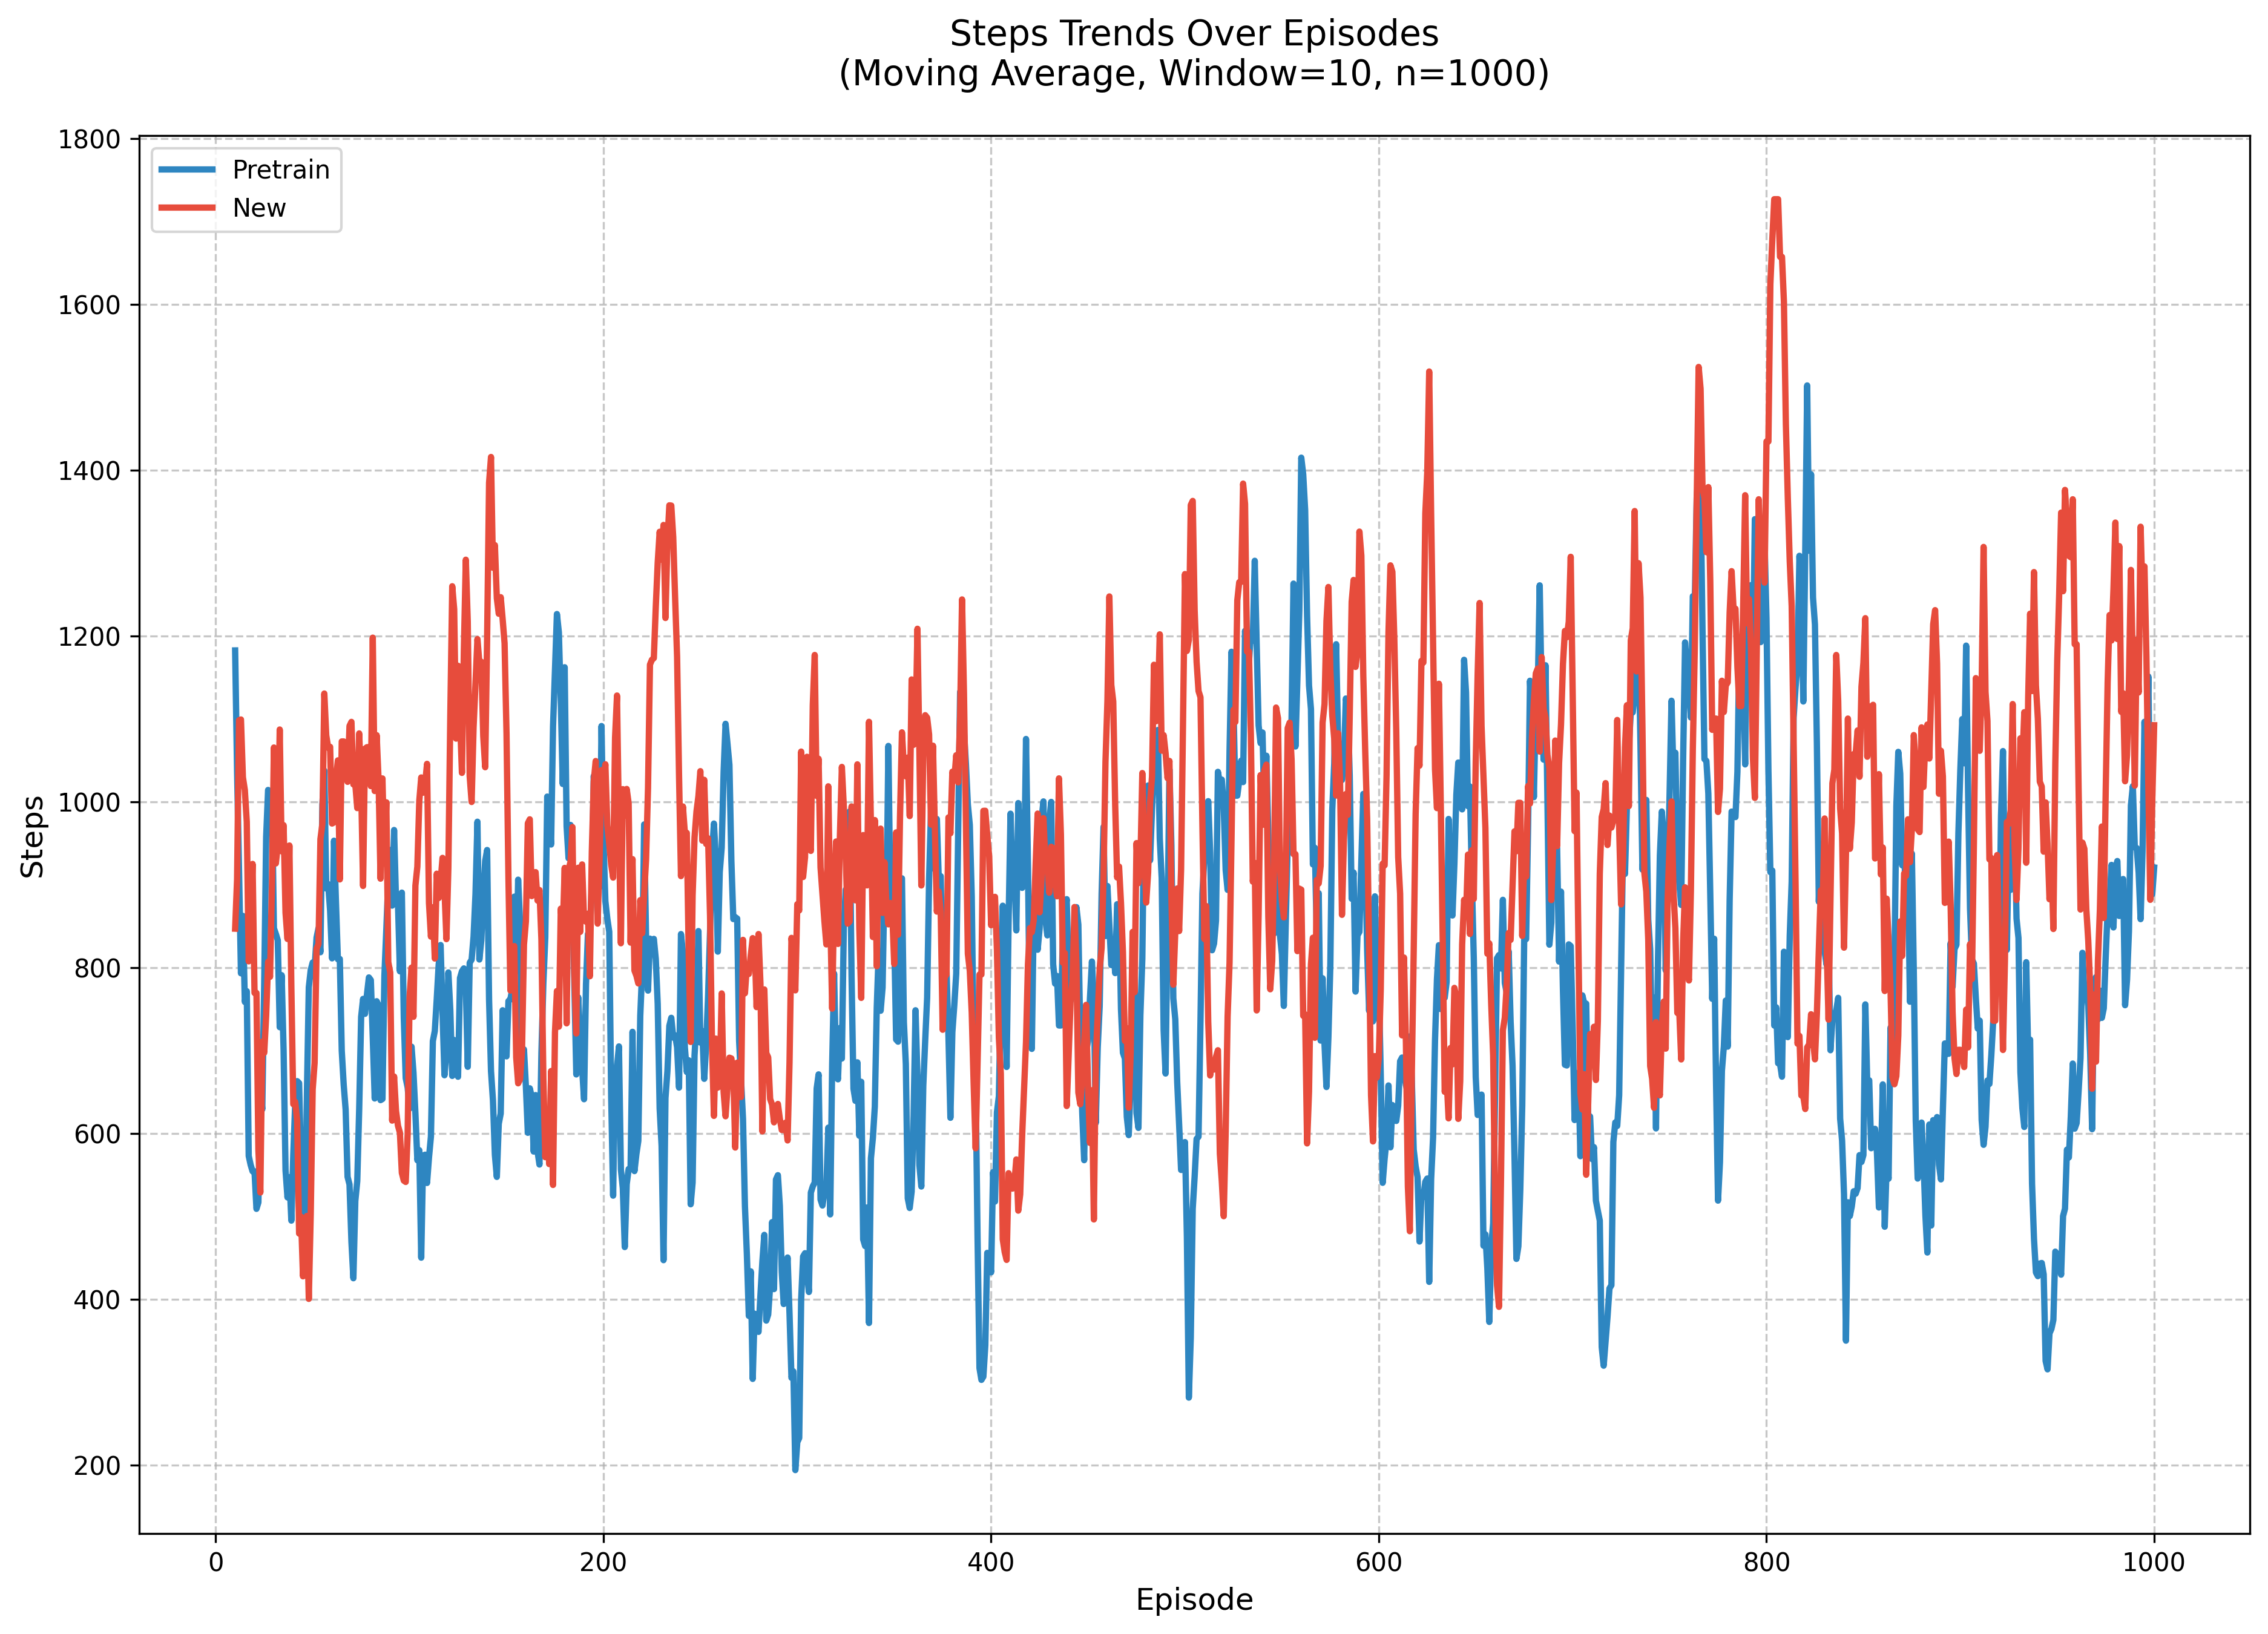 Steps Trends Over Episodes
(Moving Average, Window=10, n=1000)
Pretrain
New
1800
1600
1400
1200
1000
800
600
400
200
Steps
0 200 400 600 800 1000
Episode